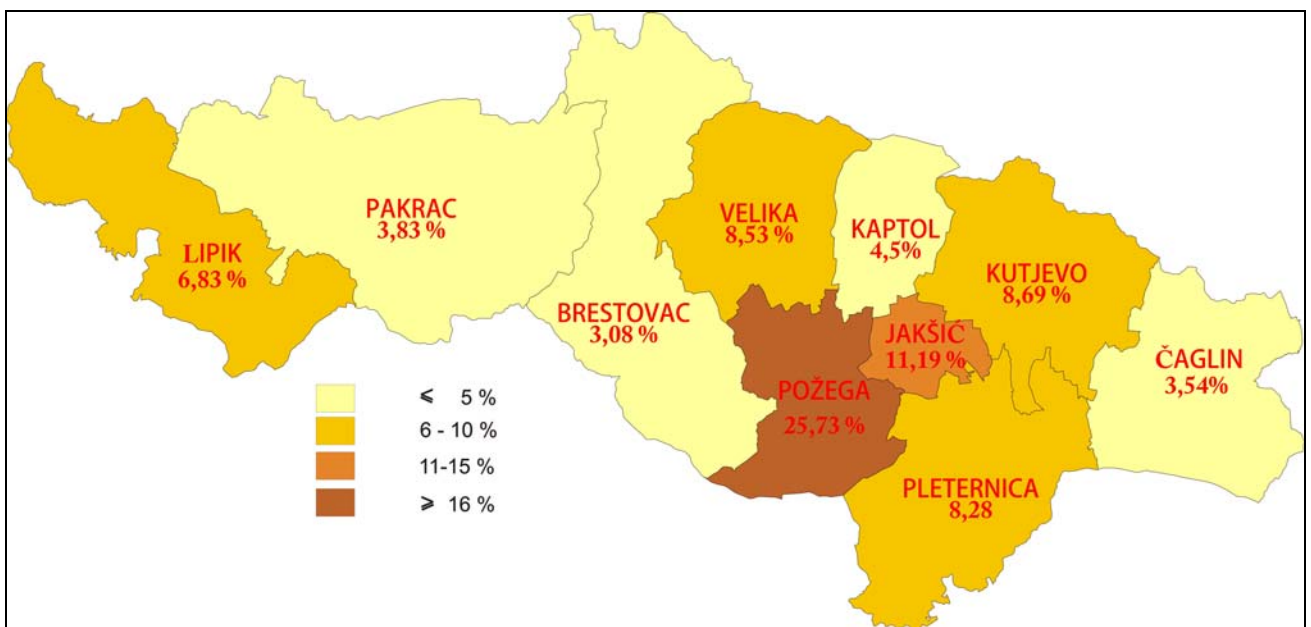 PAKRAC
3,83 %
LIPIK
6,83 %
BRESTOVAC
3,08 %
VELIKA
8,53 %
KAPTOL
4,5%
KUTJEVO
8,69 %
JAKŠIĆ
11,19 %
ČAGLIN
3,54%
POŽEGA
25,73 %
PLETERNICA
8,28
⩽ 5 %
6 - 10 %
11-15 %
⩾ 16 %